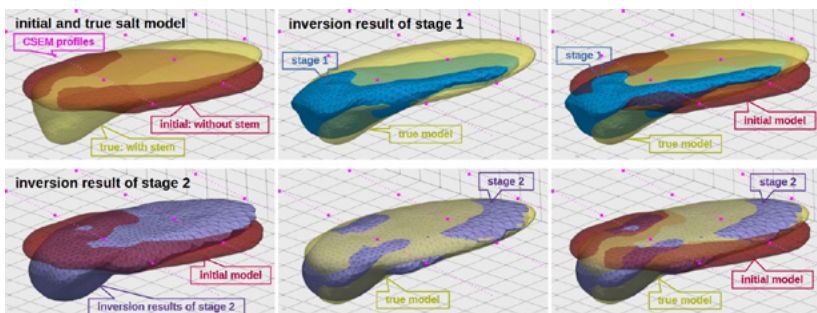 initial and true salt model
CSEM profiles
initial: without stem
true: with stem
inversion result of stage 1
stage 1
true model
stage 1
initial model
true model
inversion result of stage 2
initial model
inversion results of stage 2
stage 2
true model
stage 2
initial model
true model